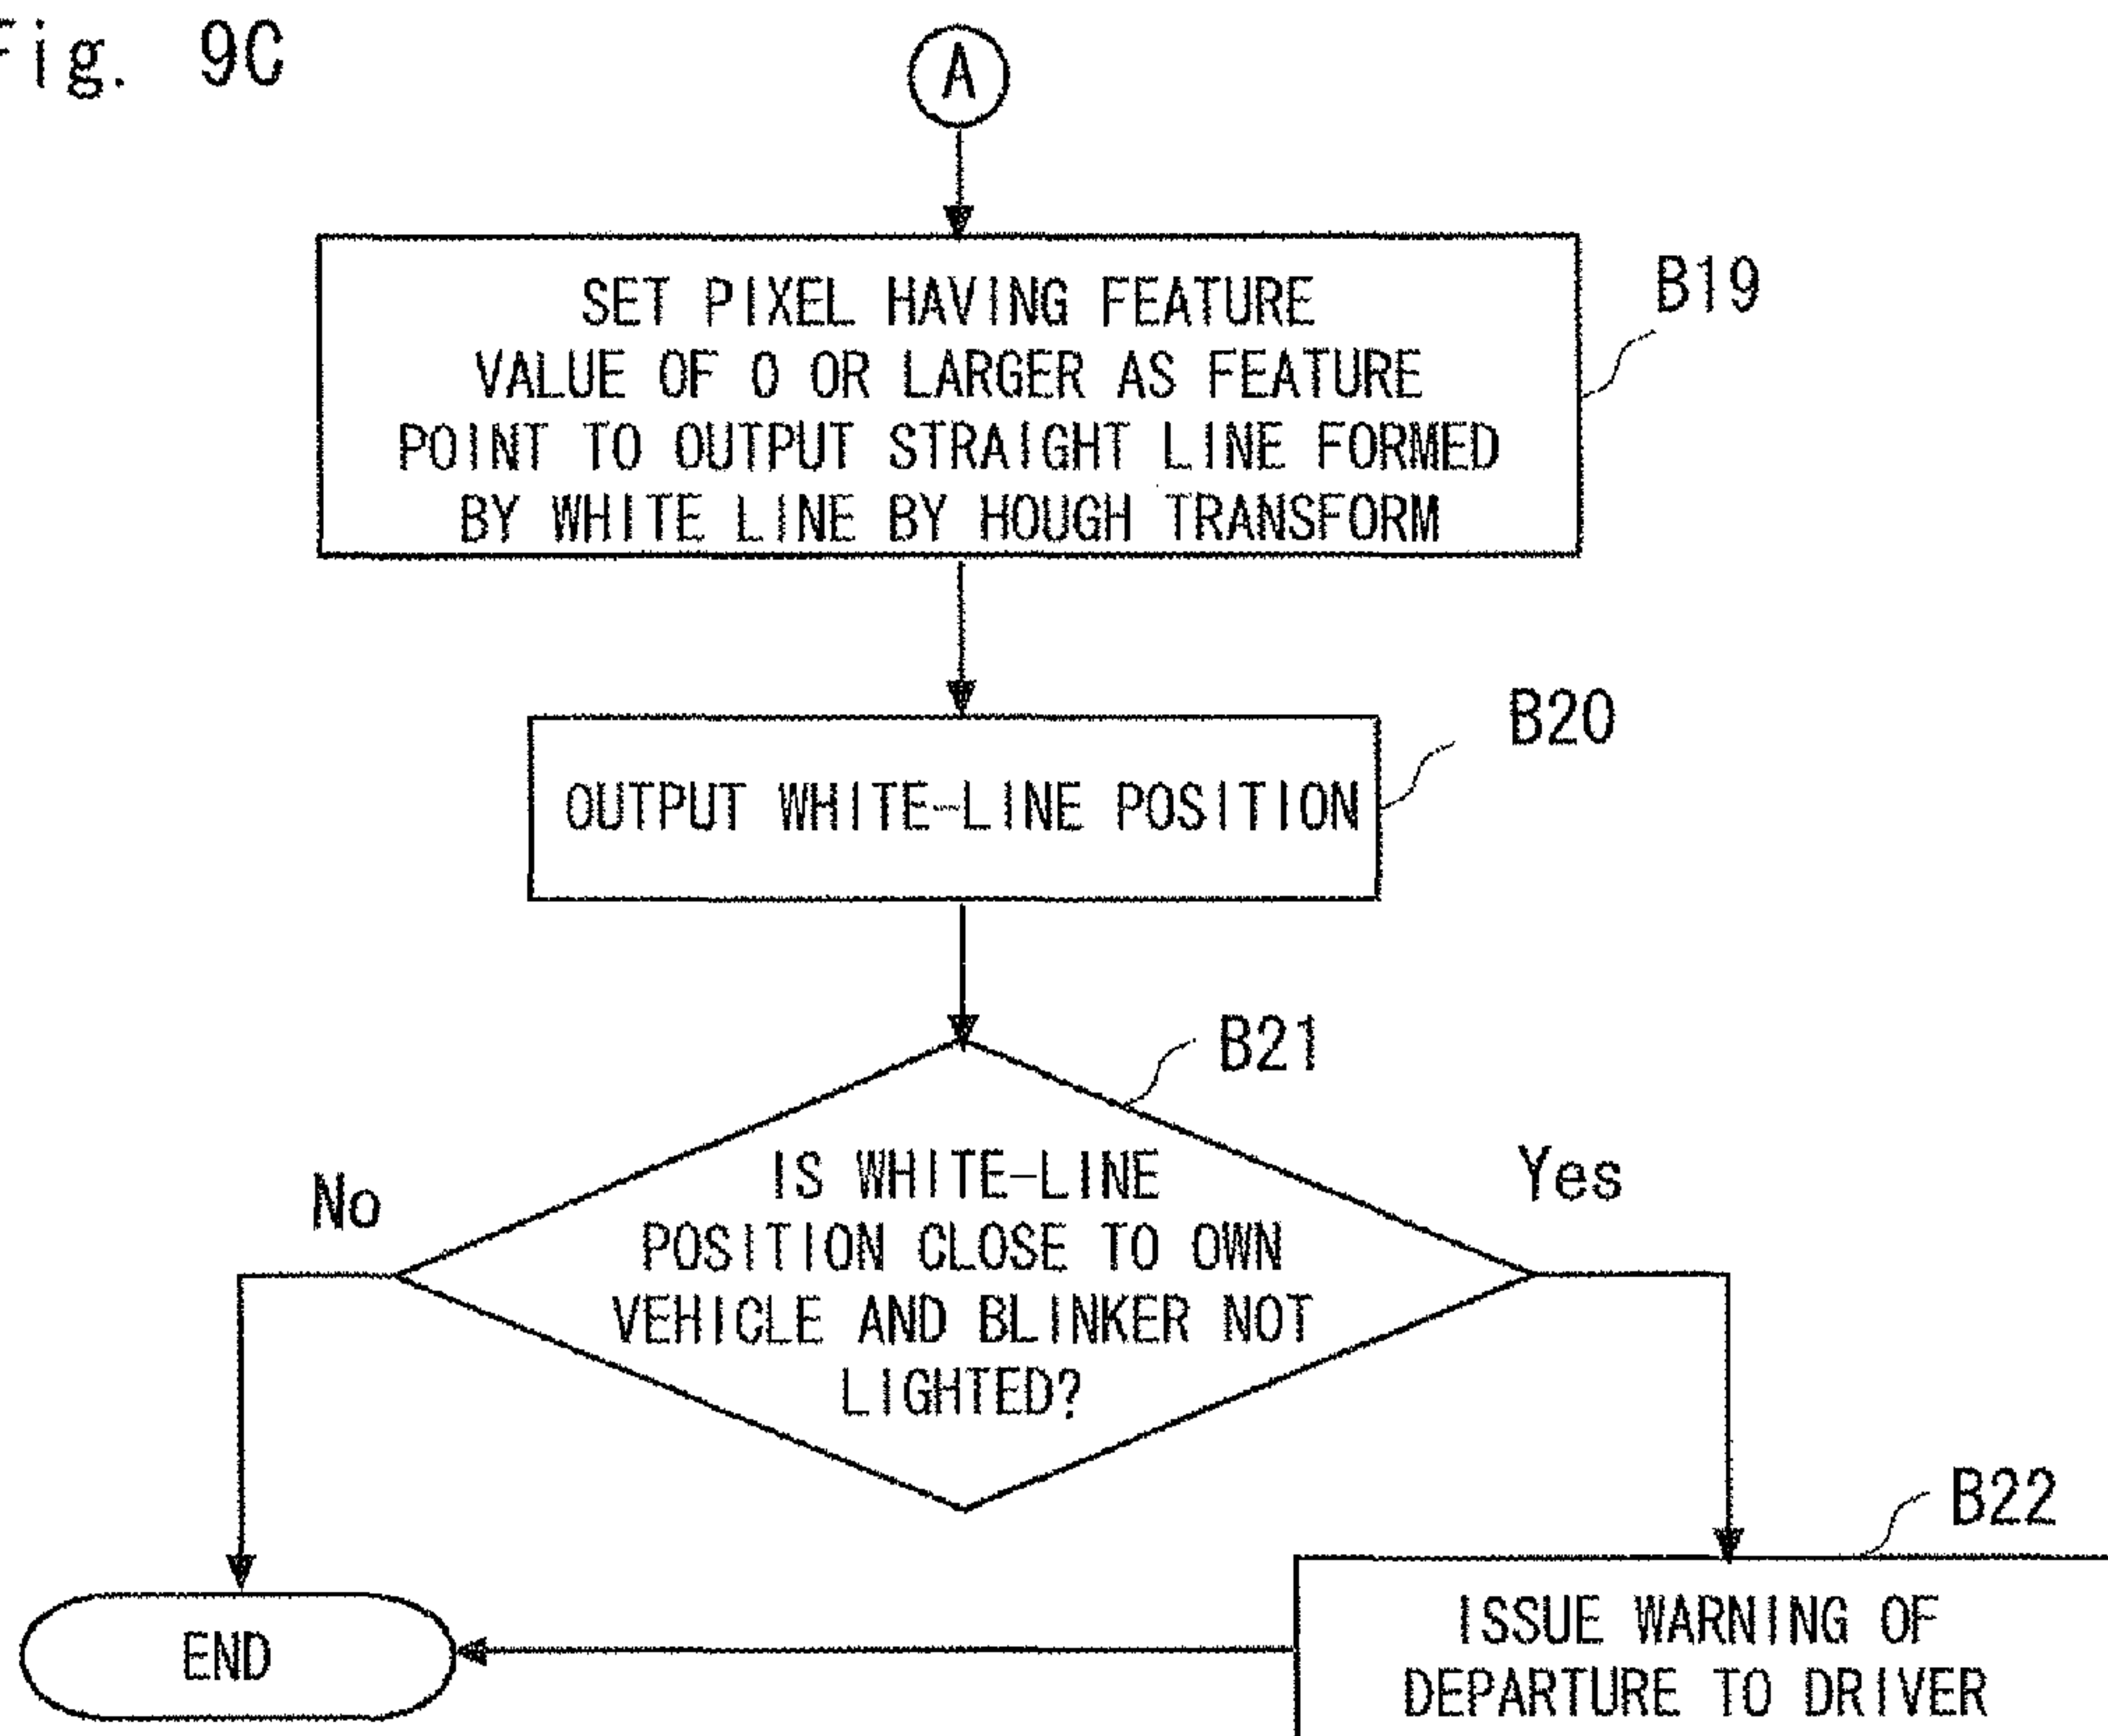 Fig. 9C
A
SET PIXEL HAVING FEATURE
VALUE OF 0 OR LARGER AS FEATURE
POINT TO OUTPUT STRAIGHT LINE FORMED
BY WHITE LINE BY HOUGH TRANSFORM
B19
OUTPUT WHITE-LINE POSITION
B20
B21
IS WHITE-LINE
POSITION CLOSE TO OWN
VEHICLE AND BLINKER NOT
LIGHTED?
No
Yes
B22
ISSUE WARNING OF
DEPARTURE TO DRIVER
END